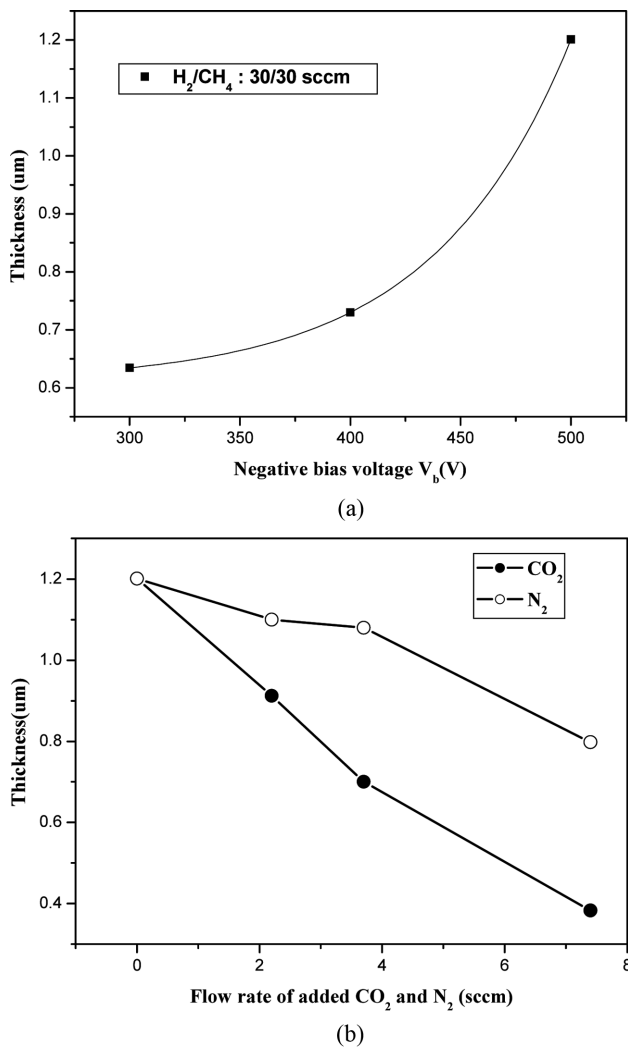 1.2
1.1
1.0
0.9
0.8
0.7
0.6
Thickness (um)
H₂/CH₄ : 30/30 sccm
300 350 400 450 500
Negative bias voltage V_b(V)
(a)
1.2
1.0
0.8
0.6
0.4
Thickness(um)
CO₂
N₂
0 2 4 6 8
Flow rate of added CO₂ and N₂ (sccm)
(b)